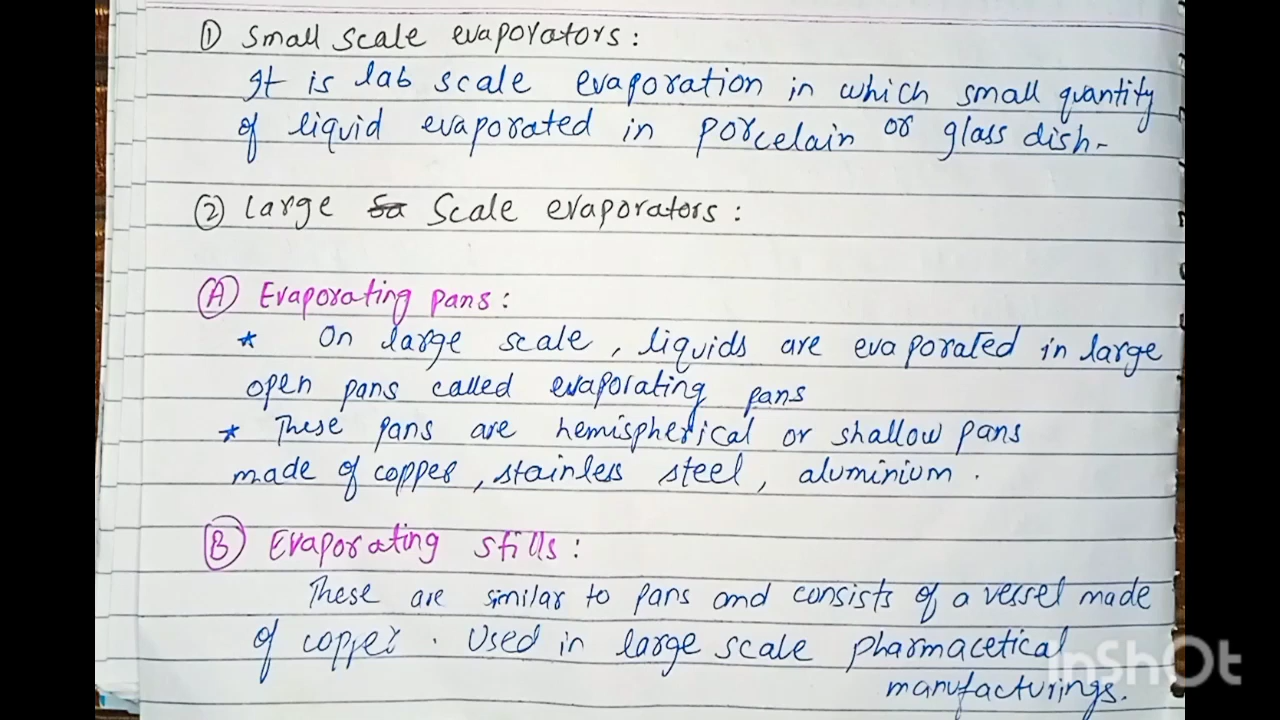 ① Small scale evaporators:
It is lab scale evaporation in which small quantity
of liquid evaporated in porcelain or glass dish-
② Large Scale evaporators:
Ⓐ Evaporating pans:
* On large scale, liquids are evaporated in large
open pans called evaporating pans
* These pans are hemispherical or shallow pans
made of copper, stainless steel, aluminium.
Ⓑ Evaporating stills:
These are similar to pans and consists of a vessel made
of copper. Used in large scale pharmacetical
manufacturings.
InShOt